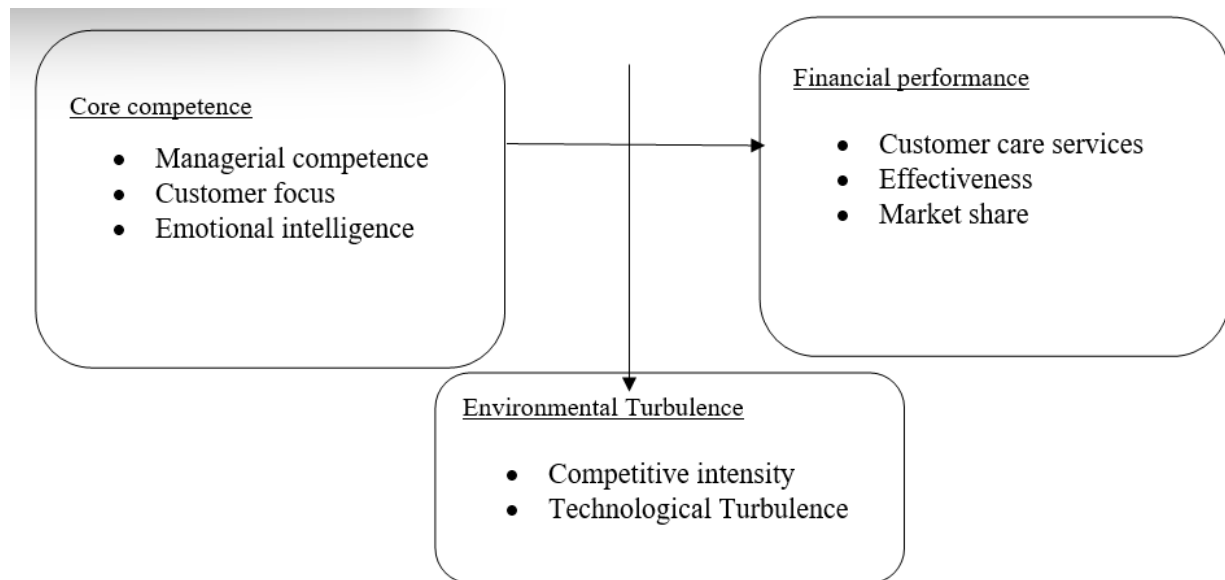 Core competence
• Managerial competence
• Customer focus
• Emotional intelligence
Financial performance
• Customer care services
• Effectiveness
• Market share
Environmental Turbulence
• Competitive intensity
• Technological Turbulence